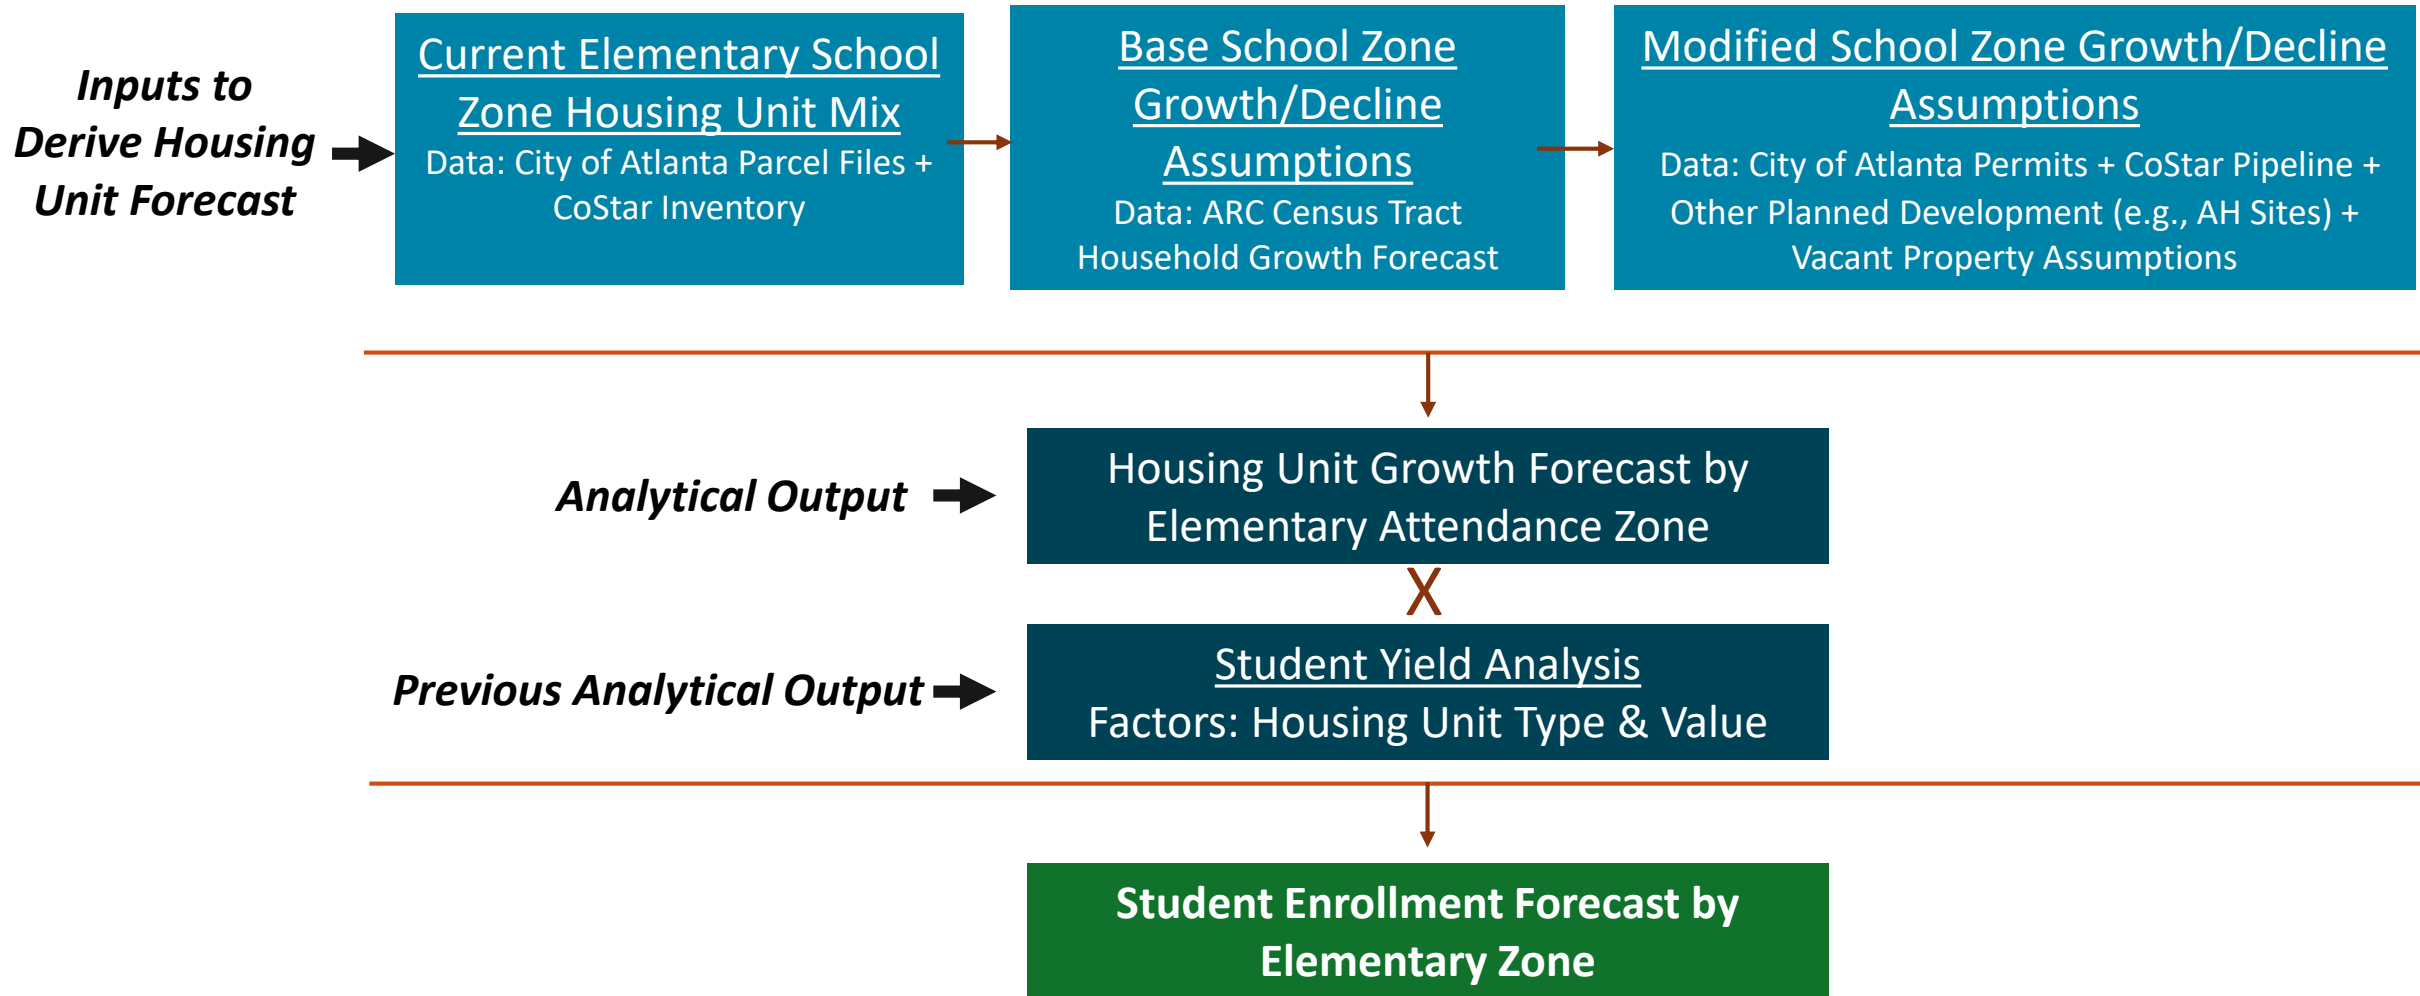 Inputs to
Derive Housing
Unit Forecast
Current Elementary School
Zone Housing Unit Mix
Data: City of Atlanta Parcel Files +
CoStar Inventory
Base School Zone
Growth/Decline
Assumptions
Data: ARC Census Tract
Household Growth Forecast
Modified School Zone Growth/Decline
Assumptions
Data: City of Atlanta Permits + CoStar Pipeline +
Other Planned Development (e.g., AH Sites) +
Vacant Property Assumptions
Analytical Output
Housing Unit Growth Forecast by
Elementary Attendance Zone
X
Previous Analytical Output
Student Yield Analysis
Factors: Housing Unit Type & Value
Student Enrollment Forecast by
Elementary Zone